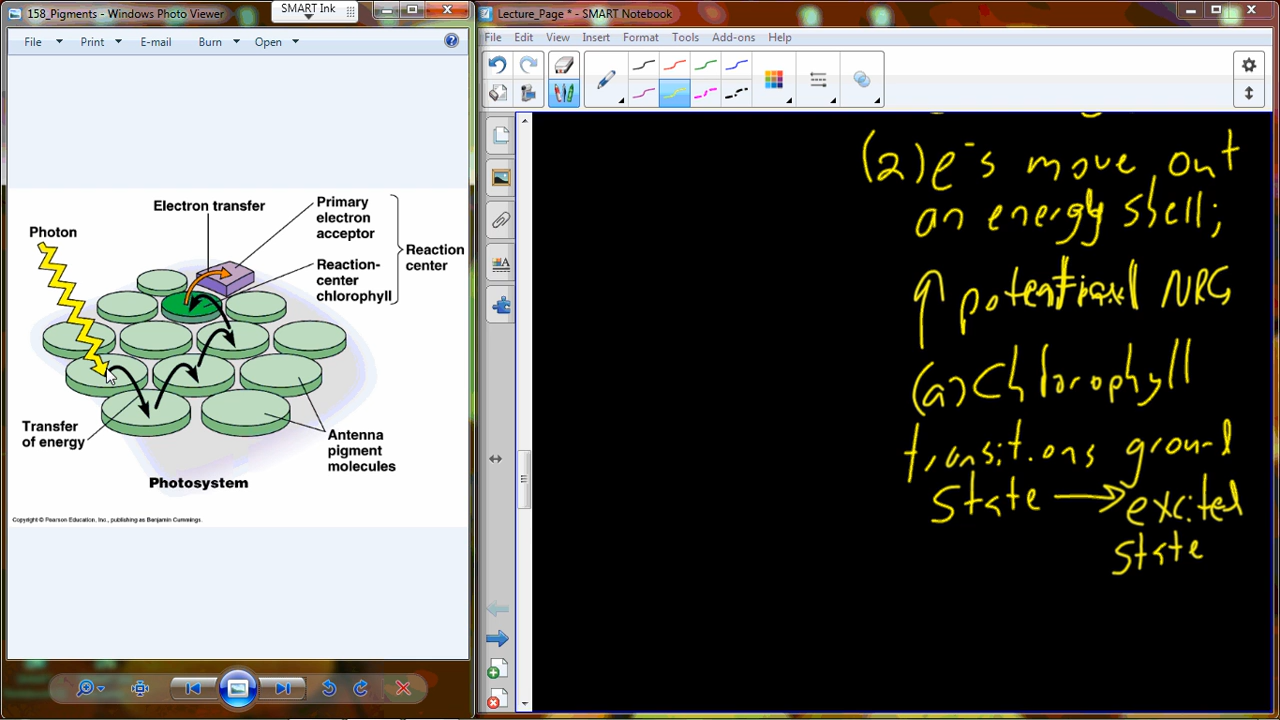 158_Pigments - Windows Photo Viewer
SMART Ink
File Print E-mail Burn Open
Electron transfer
Primary
electron
acceptor
Photon
Reaction
center
Reaction-
center
chlorophyll
Transfer
of energy
Antenna
pigment
molecules
Photosystem
Copyright © Pearson Education, Inc., publishing as Benjamin Cummings.
Lecture_Page * - SMART Notebook
File Edit View Insert Format Tools Add-ons Help
(2) e-s move out
an energy shell;
↑ potential NRG
(a) Chlorophyll
transitions ground
state → excited
state